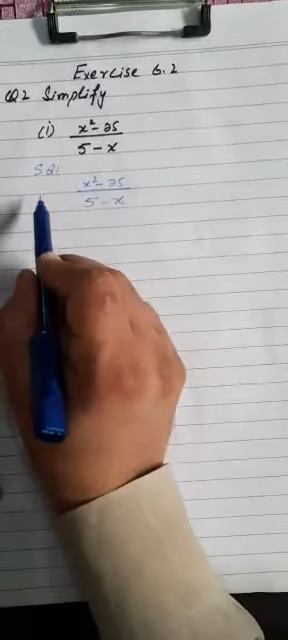 Exercise 6.2
Q2 Simplify
(i) x²-25
5-x
Sol:
x²-25
5-x